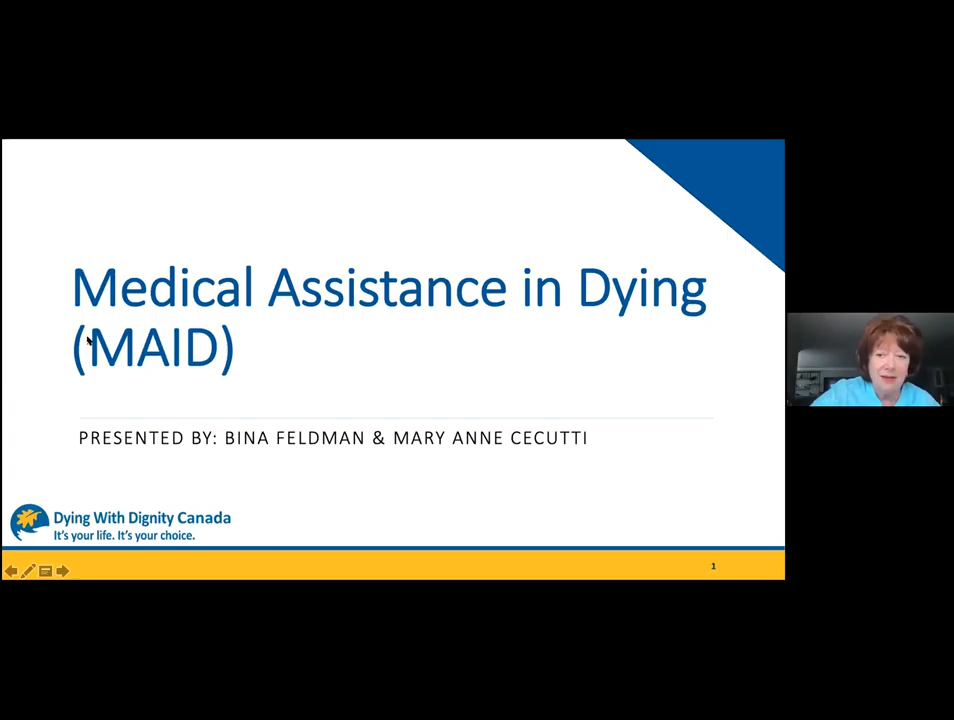 Medical Assistance in Dying
(MAID)
PRESENTED BY: BINA FELDMAN & MARY ANNE CECUTTI
Dying With Dignity Canada
It's your life. It's your choice.
1